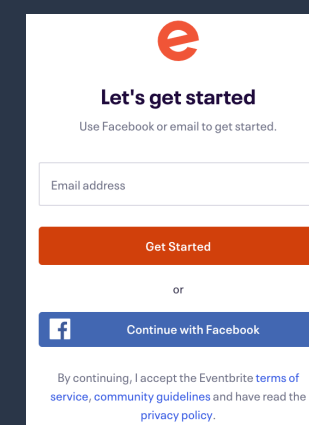 Let's get started
Use Facebook or email to get started.
Email address
Get Started
or
Continue with Facebook
By continuing, I accept the Eventbrite terms of
service, community guidelines and have read the
privacy policy.